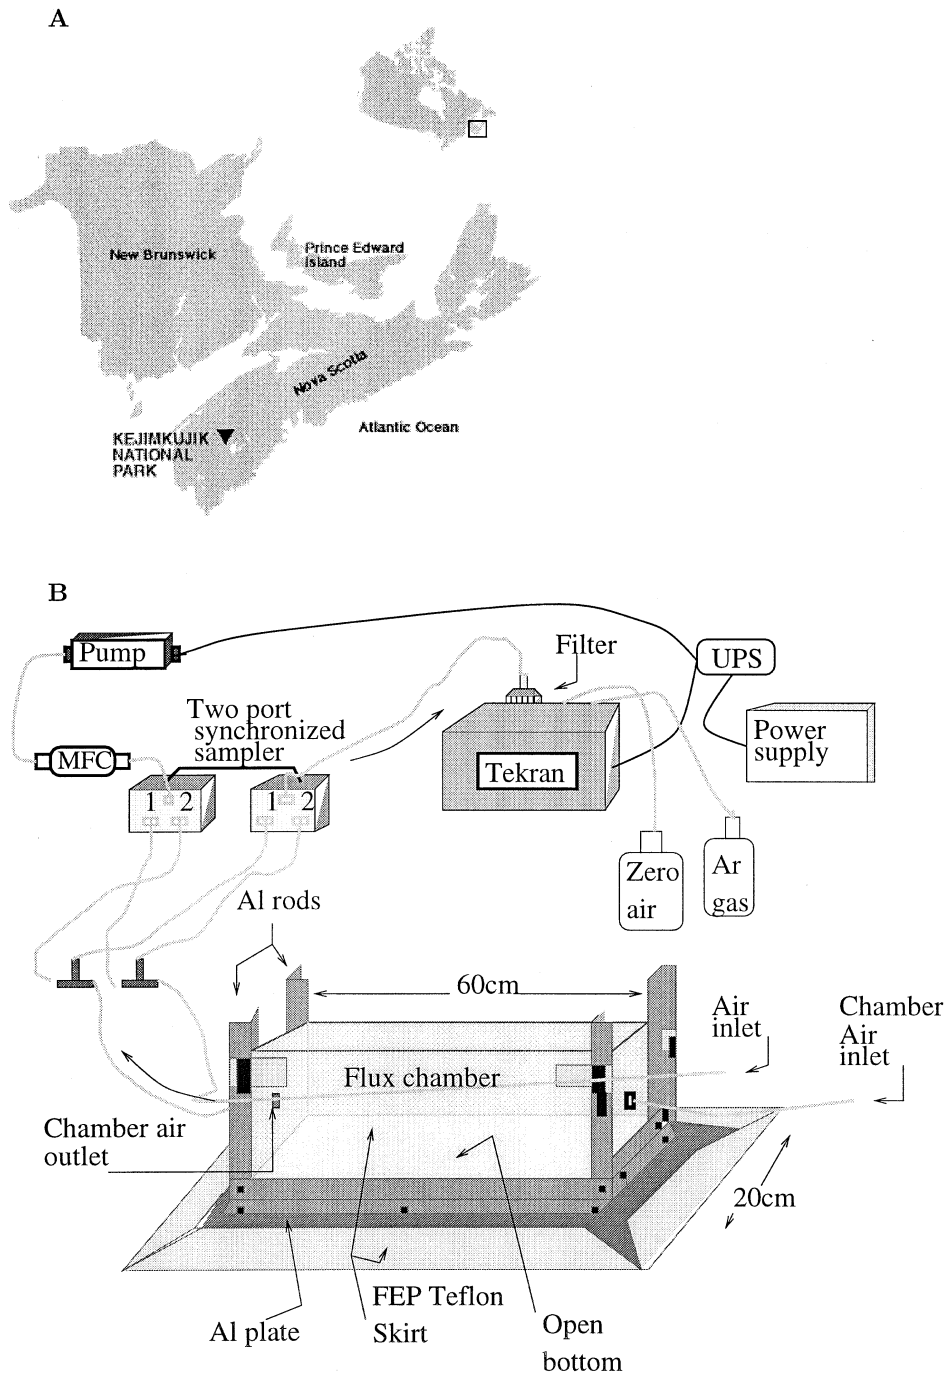 A
New Brunswick
Prince Edward
Island
Nova Scotia
Atlantic Ocean
KEJIMKUJIK
NATIONAL
PARK
B
Pump
Filter
UPS
Two port
synchronized
sampler
Power
supply
MFC
Tekran
1 2
1 2
Zero
air
Ar
gas
Al rods
60cm
Air
inlet
Chamber
Air
inlet
Flux chamber
Chamber air
outlet
20cm
FEP Teflon
Skirt
Al plate
Open
bottom